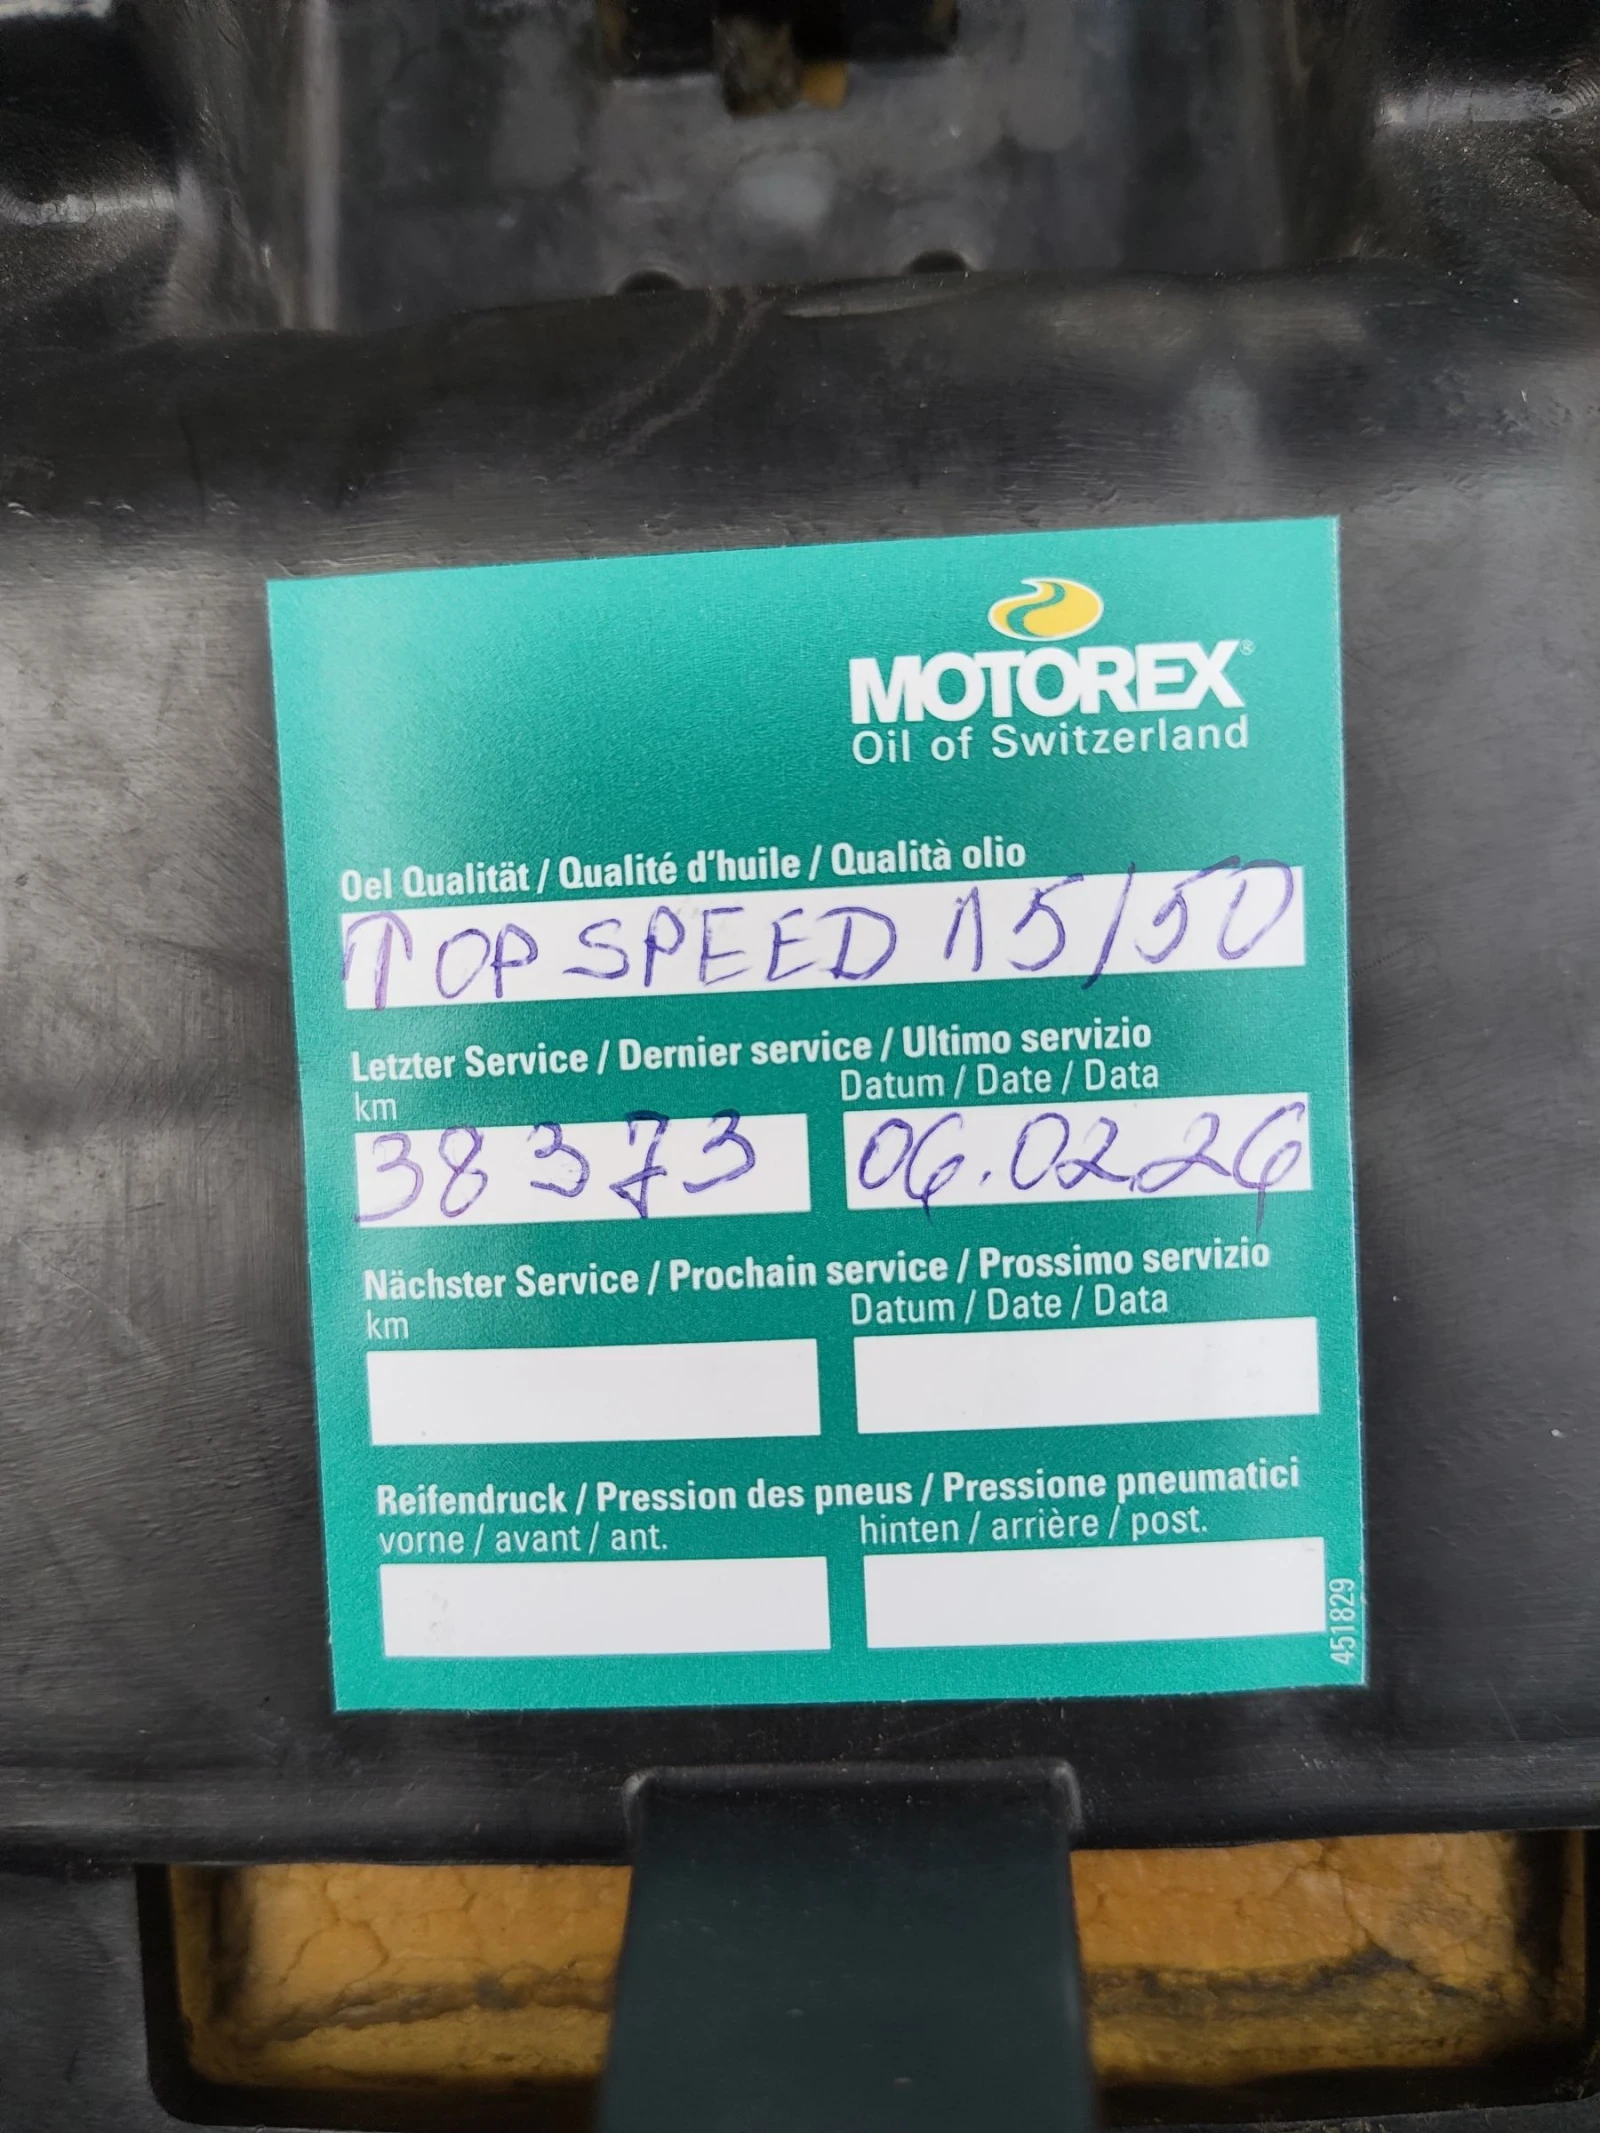 MOTOREX®
Oil of Switzerland
Oel Qualität / Qualité d'huile / Qualità olio
TOP SPEED 15/50
Letzter Service / Dernier service / Ultimo servizio
km Datum / Date / Data
38373 06.02.26
Nächster Service / Prochain service / Prossimo servizio
km Datum / Date / Data
Reifendruck / Pression des pneus / Pressione pneumatici
vorne / avant / ant. hinten / arrière / post.
451829